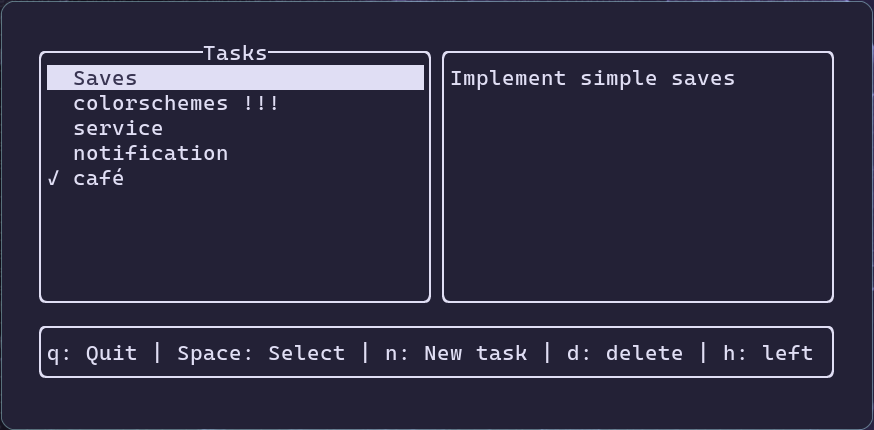 Tasks
Saves
colorschemes !!!
service
notification
✓ café
Implement simple saves
q: Quit | Space: Select | n: New task | d: delete | h: left